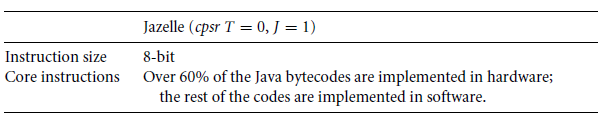 Jazelle (cpsr T = 0, J = 1)
Instruction size 8-bit
Core instructions Over 60% of the Java bytecodes are implemented in hardware;
the rest of the codes are implemented in software.